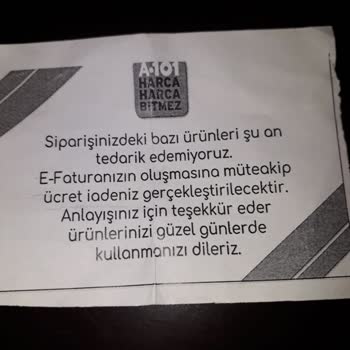 A-101
HARCA
HARCA
BİTMEZ
Siparişinizdeki bazı ürünleri şu an
tedarik edemiyoruz.
E-Faturanızın oluşmasına müteakip
ücret iadeniz gerçekleştirilecektir.
Anlayışınız için teşekkür eder
ürünlerinizi güzel günlerde
kullanmanızı dileriz.